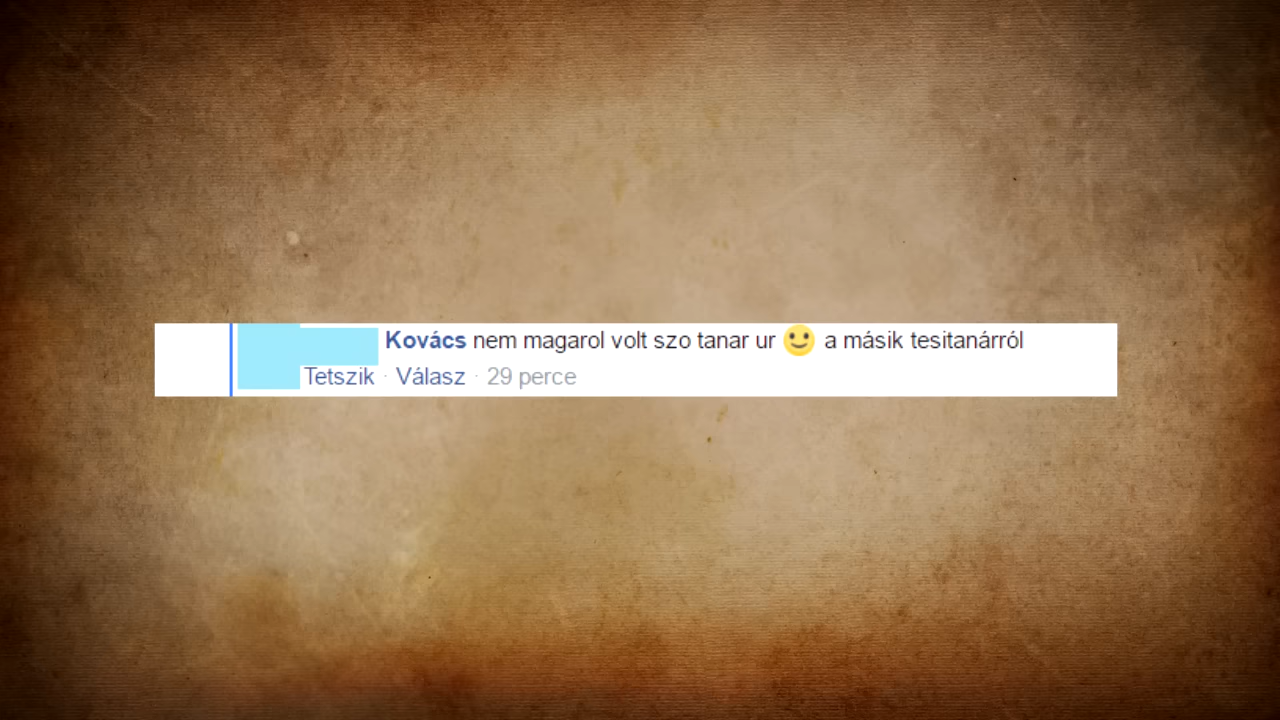 Kovács nem magarol volt szo tanar ur 🙂 a másik tesitanárról
Tetszik · Válasz · 29 perce